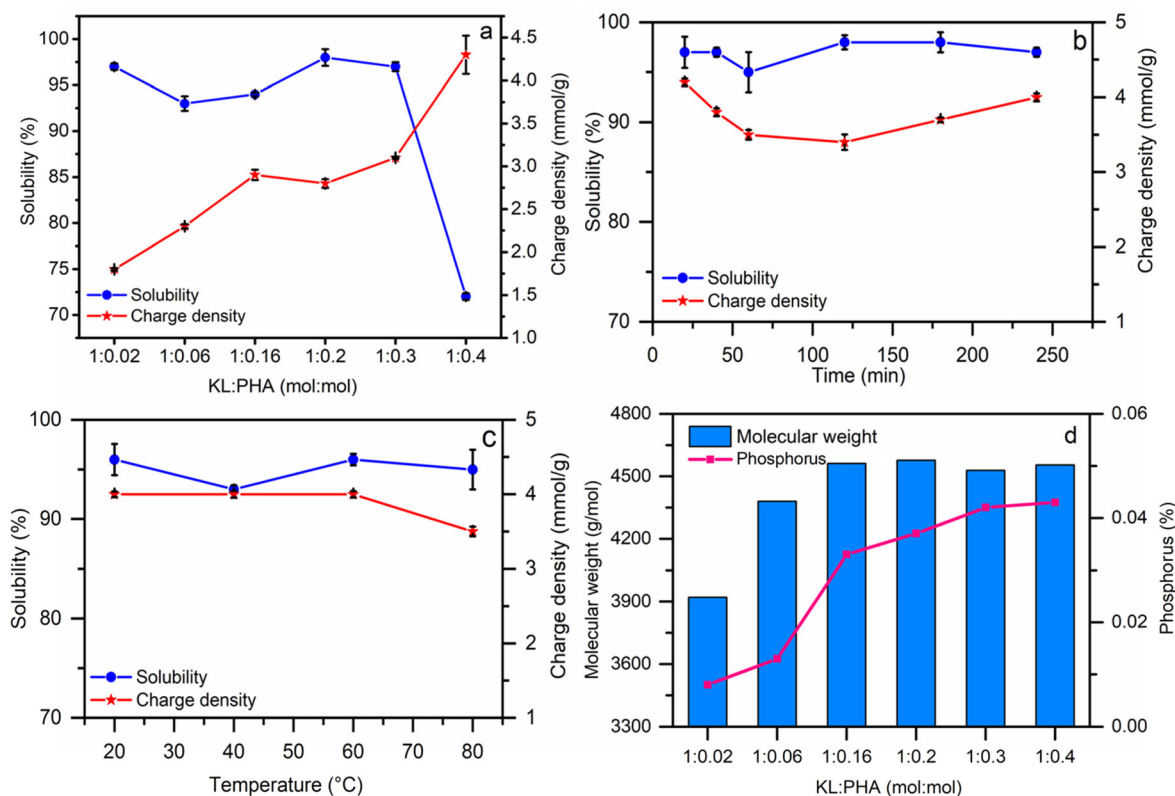 a
100
95
90
85
80
75
70
Solubility (%)
4.5
4.0
3.5
3.0
2.5
2.0
1.5
1.0
Charge density (mmol/g)
Solubility
Charge density
1:0.02 1:0.06 1:0.16 1:0.2 1:0.3 1:0.4
KL:PHA (mol:mol)
b
100
90
80
70
Solubility (%)
5
4
3
2
1
Charge density (mmol/g)
Solubility
Charge density
0 50 100 150 200 250
Time (min)
c
100
90
80
70
Solubility (%)
5
4
3
2
1
Charge density (mmol/g)
Solubility
Charge density
20 30 40 50 60 70 80
Temperature (°C)
d
4800
4500
4200
3900
3600
3300
Molecular weight (g/mol)
0.06
0.04
0.02
0.00
Phosphorus (%)
Molecular weight
Phosphorus
1:0.02 1:0.06 1:0.16 1:0.2 1:0.3 1:0.4
KL:PHA (mol:mol)